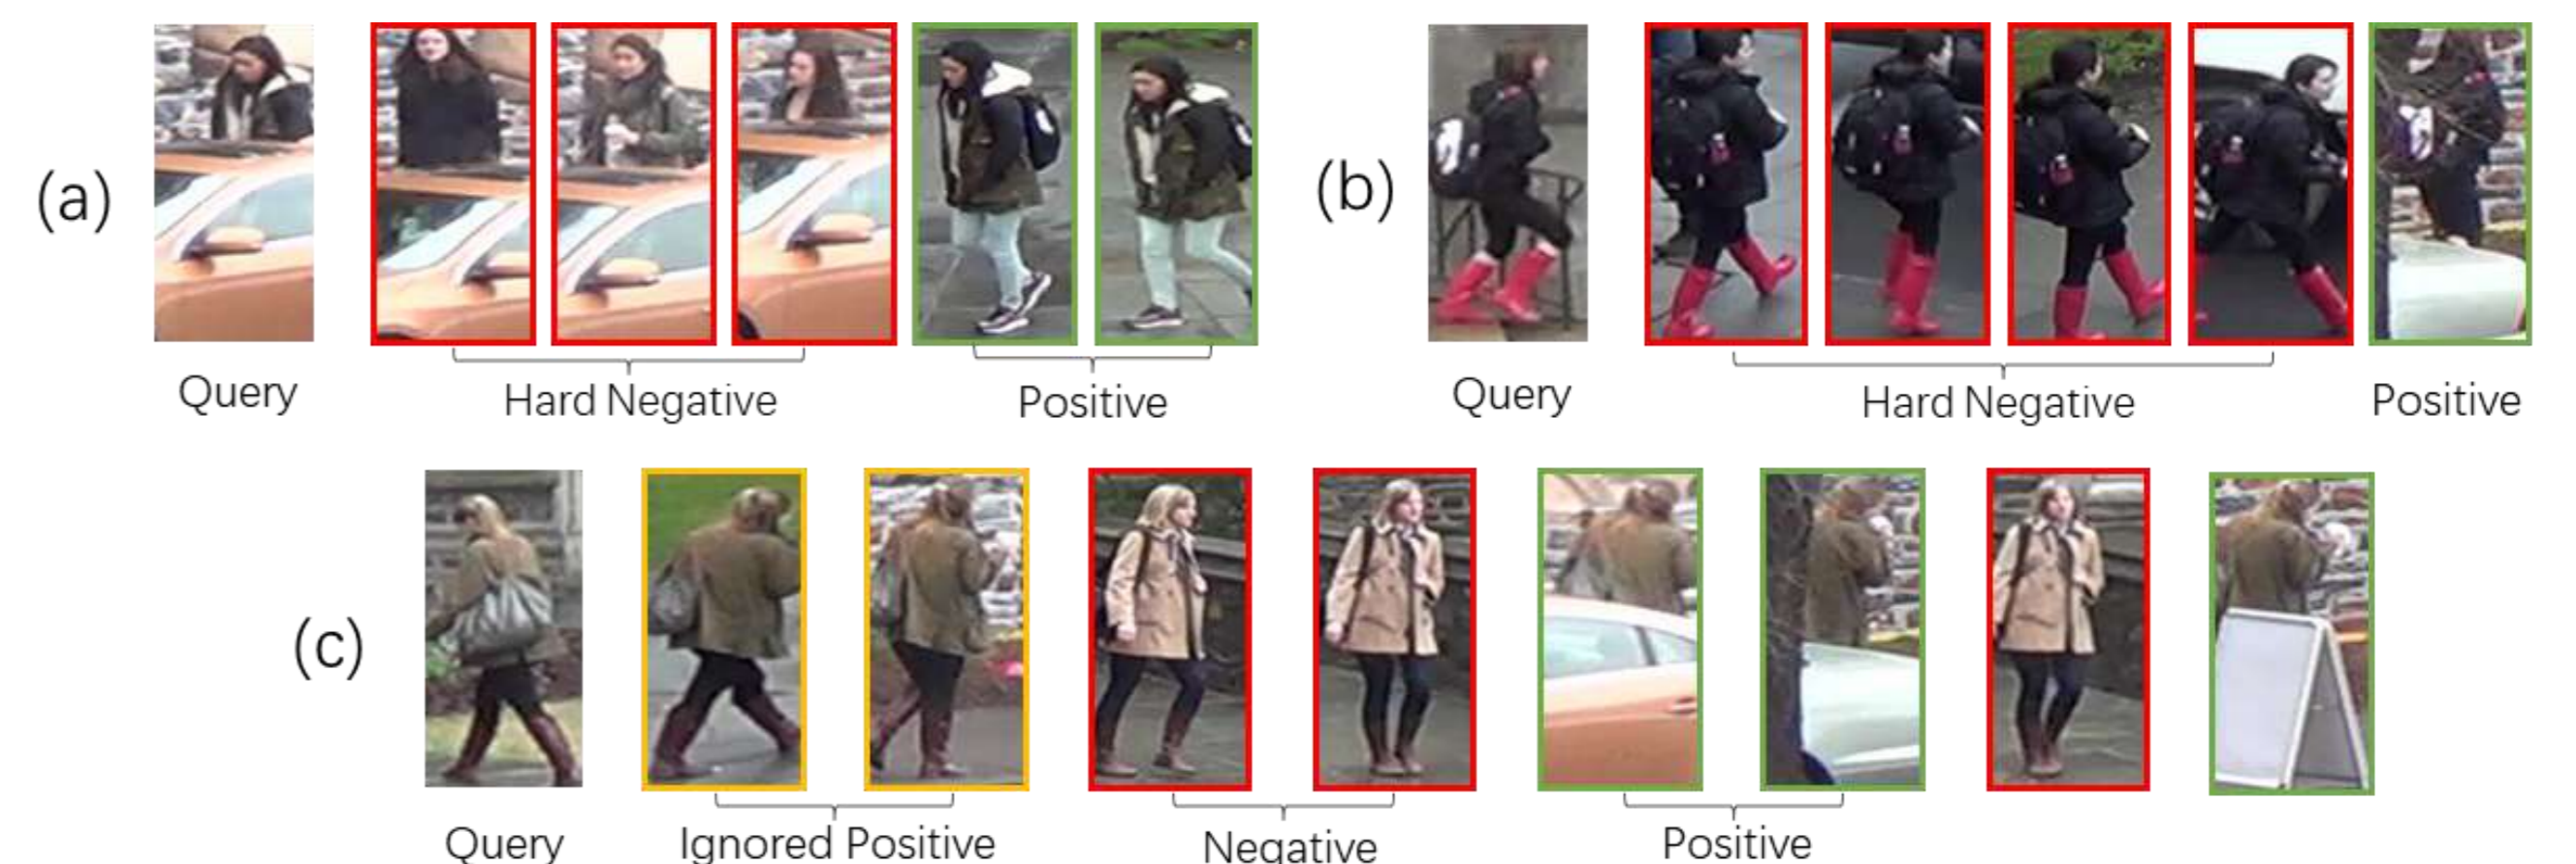 (a)
Query
Hard Negative
Positive
(b)
Query
Hard Negative
Positive
(c)
Query
Ignored Positive
Negative
Positive